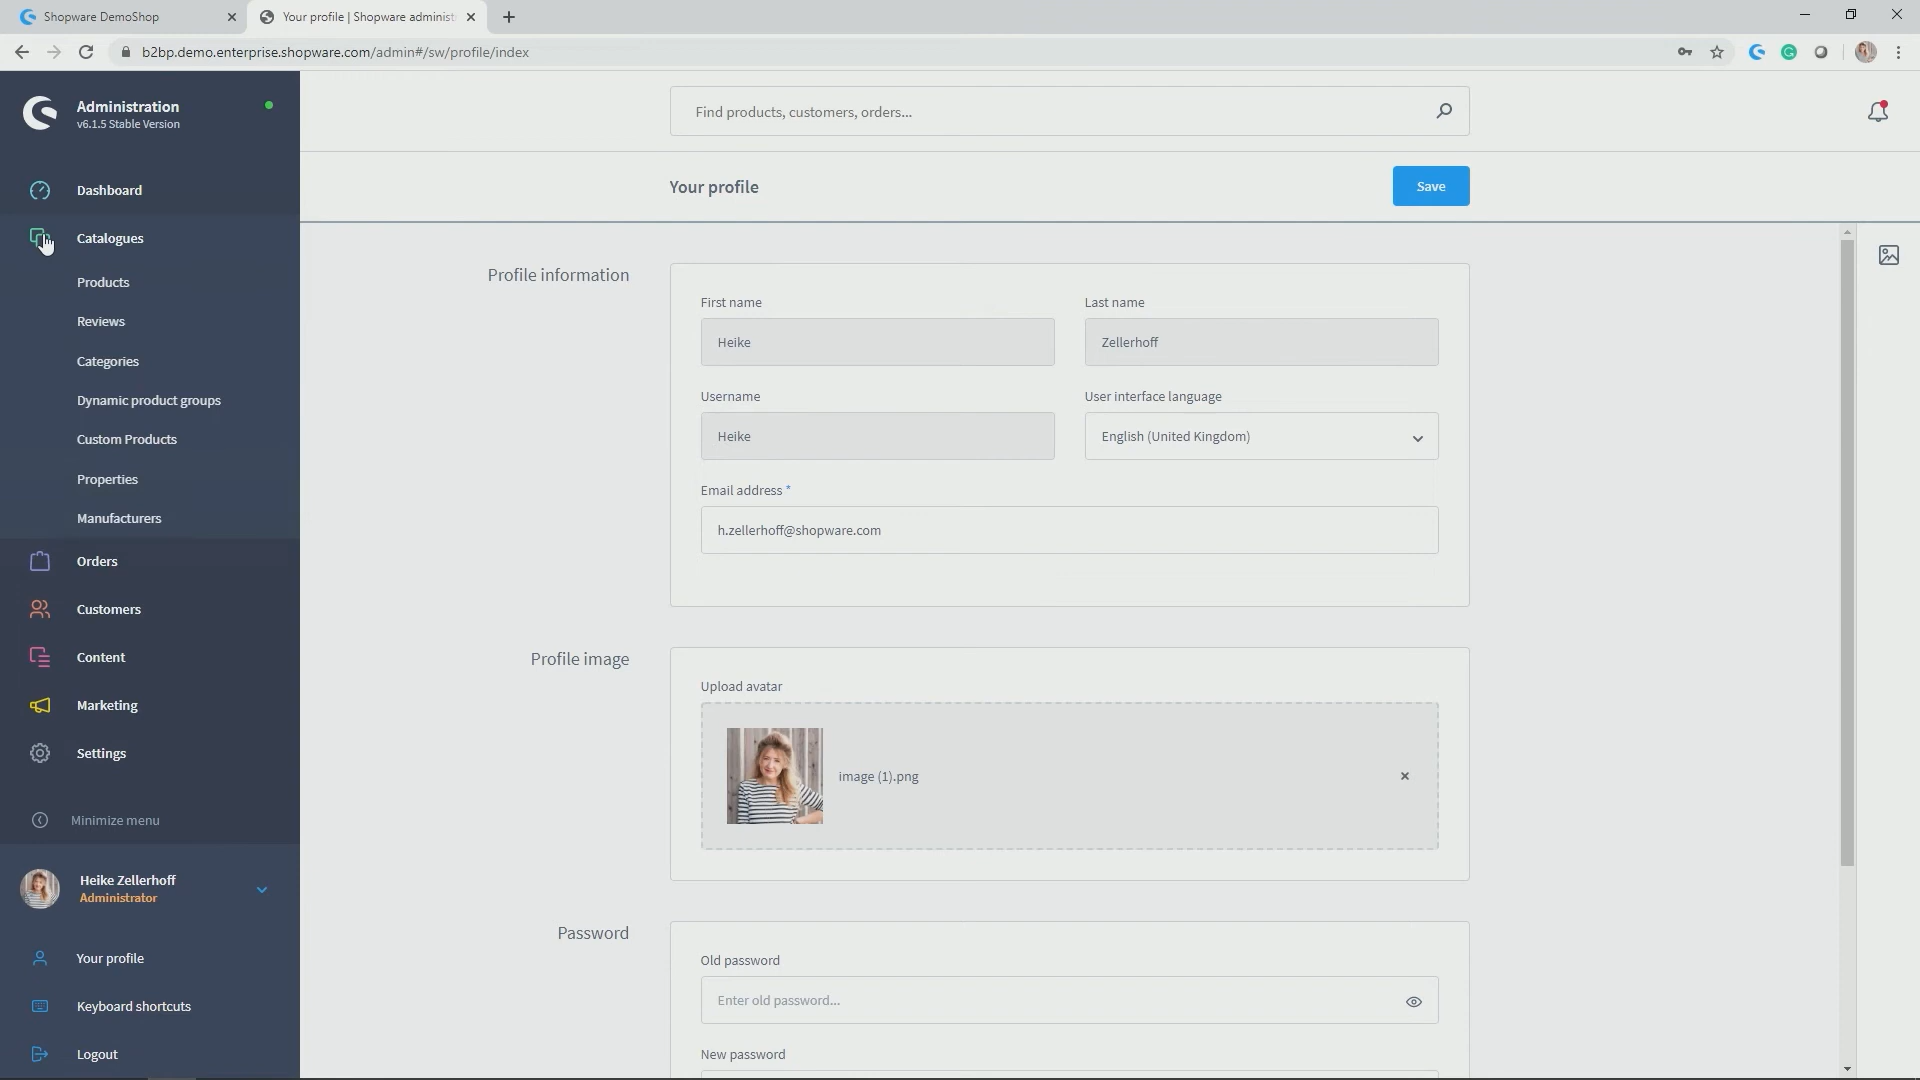 Shopware DemoShop
Your profile | Shopware administ
b2bp.demo.enterprise.shopware.com/admin#/sw/profile/index
Administration
v6.1.5 Stable Version
Find products, customers, orders...
Your profile
Save
Dashboard
Catalogues
Products
Reviews
Categories
Dynamic product groups
Custom Products
Properties
Manufacturers
Orders
Customers
Content
Marketing
Settings
Minimize menu
Heike Zellerhoff
Administrator
Your profile
Keyboard shortcuts
Logout
Profile information
First name
Last name
Heike
Zellerhoff
Username
User interface language
Heike
English (United Kingdom)
Email address *
h.zellerhoff@shopware.com
Profile image
Upload avatar
image (1).png
Password
Old password
Enter old password...
New password